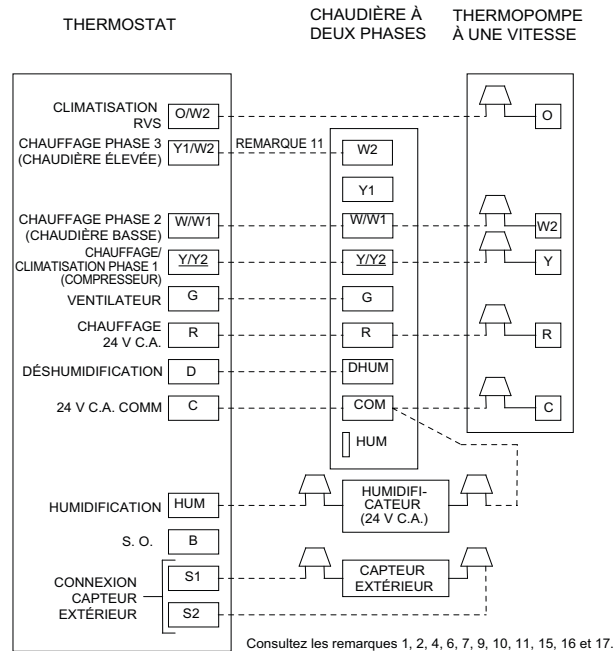 THERMOSTAT
CHAUDIÈRE À
DEUX PHASES
THERMOPOMPE
À UNE VITESSE
CLIMATISATION
RVS
O/W2
O
CHAUFFAGE PHASE 3
(CHAUDIÈRE ÉLEVÉE)
Y1/W2
REMARQUE 11
W2
Y1
CHAUFFAGE PHASE 2
(CHAUDIÈRE BASSE)
W/W1
W/W1
W2
CHAUFFAGE/
CLIMATISATION PHASE 1
(COMPRESSEUR)
Y/Y2
Y/Y2
Y
VENTILATEUR
G
G
CHAUFFAGE
24 V C.A.
R
R
R
DÉSHUMIDIFICATION
D
DHUM
24 V C.A. COMM
C
COM
C
HUM
HUMIDIFICATION
HUM
HUMIDIFI-
CATEUR
(24 V C.A.)
S. O.
B
CONNEXION
CAPTEUR
EXTÉRIEUR
S1
S2
CAPTEUR
EXTÉRIEUR
Consultez les remarques 1, 2, 4, 6, 7, 9, 10, 11, 15, 16 et 17.